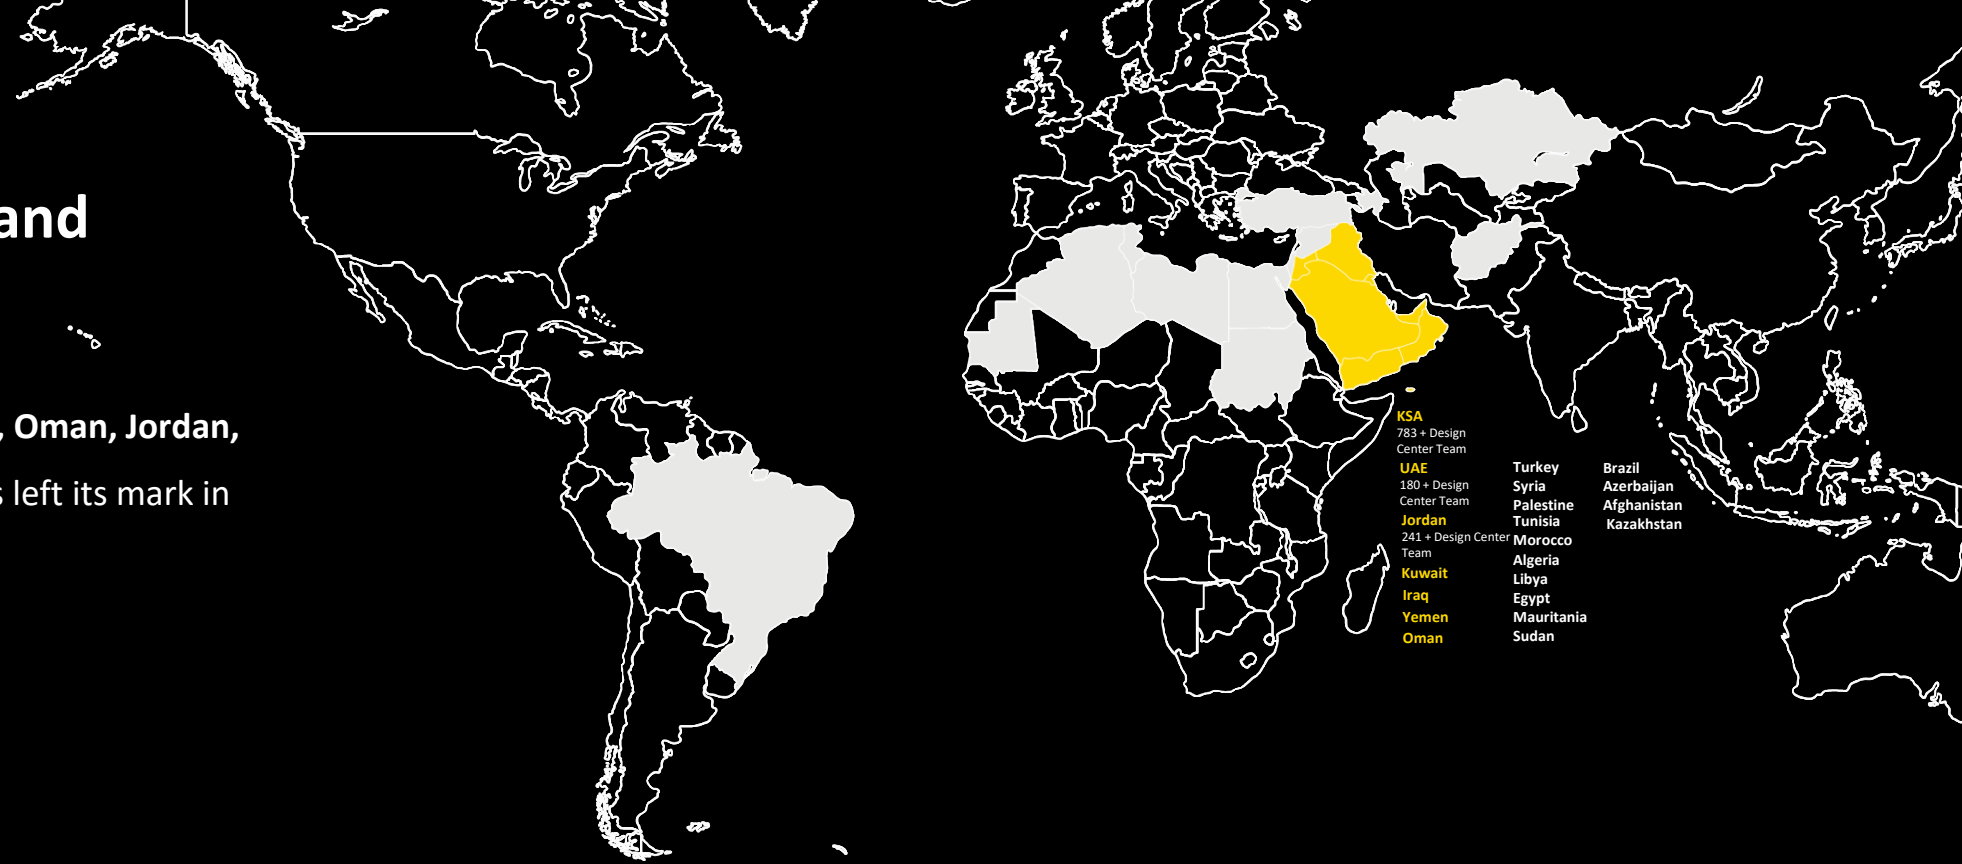 and
, Oman, Jordan,
s left its mark in
KSA
783 + Design
Center Team
UAE
180 + Design
Center Team
Jordan
241 + Design Center
Team
Kuwait
Iraq
Yemen
Oman
Turkey
Syria
Palestine
Tunisia
Morocco
Algeria
Libya
Egypt
Mauritania
Sudan
Brazil
Azerbaijan
Afghanistan
Kazakhstan